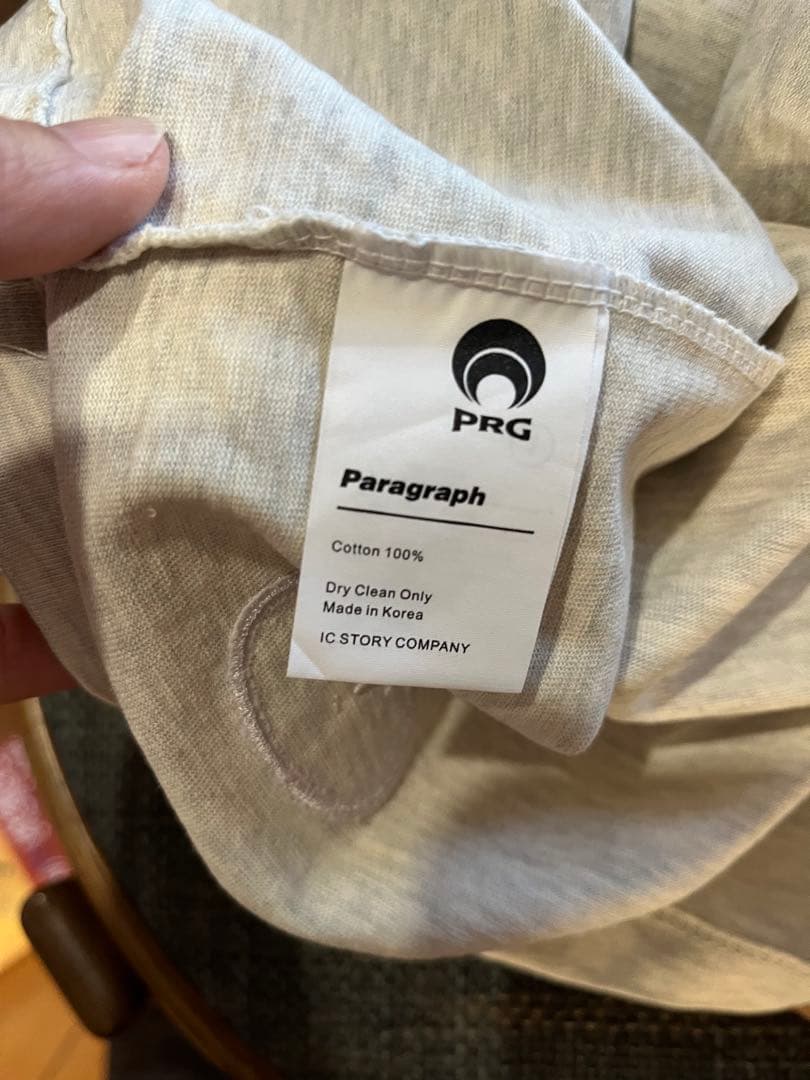 PRG
Paragraph
Cotton 100%
Dry Clean Only
Made in Korea
IC STORY COMPANY